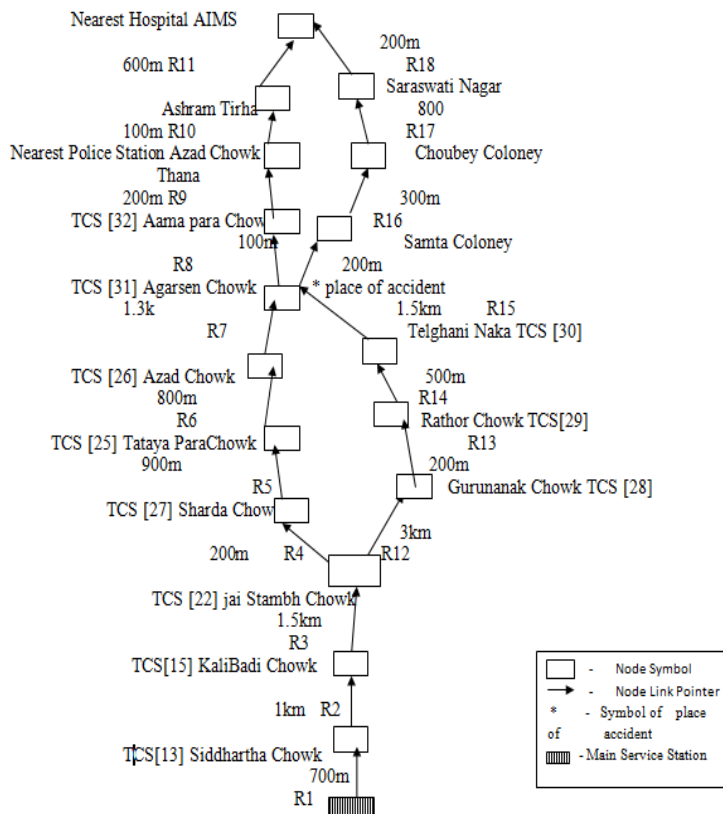 Nearest Hospital AIMS
200m
600m R11
R18
Saraswati Nagar
Ashram Tirha
800
100m R10
R17
Nearest Police Station Azad Chowk
Choubey Coloney
Thana
200m R9
300m
TCS [32] Aama para Chow
R16
100m
Samta Coloney
R8
200m
TCS [31] Agarsen Chowk
* place of accident
1.3k
1.5km R15
R7
Telghani Naka TCS [30]
TCS [26] Azad Chowk
500m
800m
R14
R6
Rathor Chowk TCS[29]
TCS [25] Tataya ParaChowk
R13
900m
200m
R5
Gurunanak Chowk TCS [28]
TCS [27] Sharda Chow
3km
200m R4
R12
TCS [22] jai Stambh Chowk
1.5km
R3
TCS[15] KaliBadi Chowk
1km R2
TCS[13] Siddhartha Chowk
700m
R1
- Node Symbol
- Node Link Pointer
* - Symbol of place
of accident
- Main Service Station